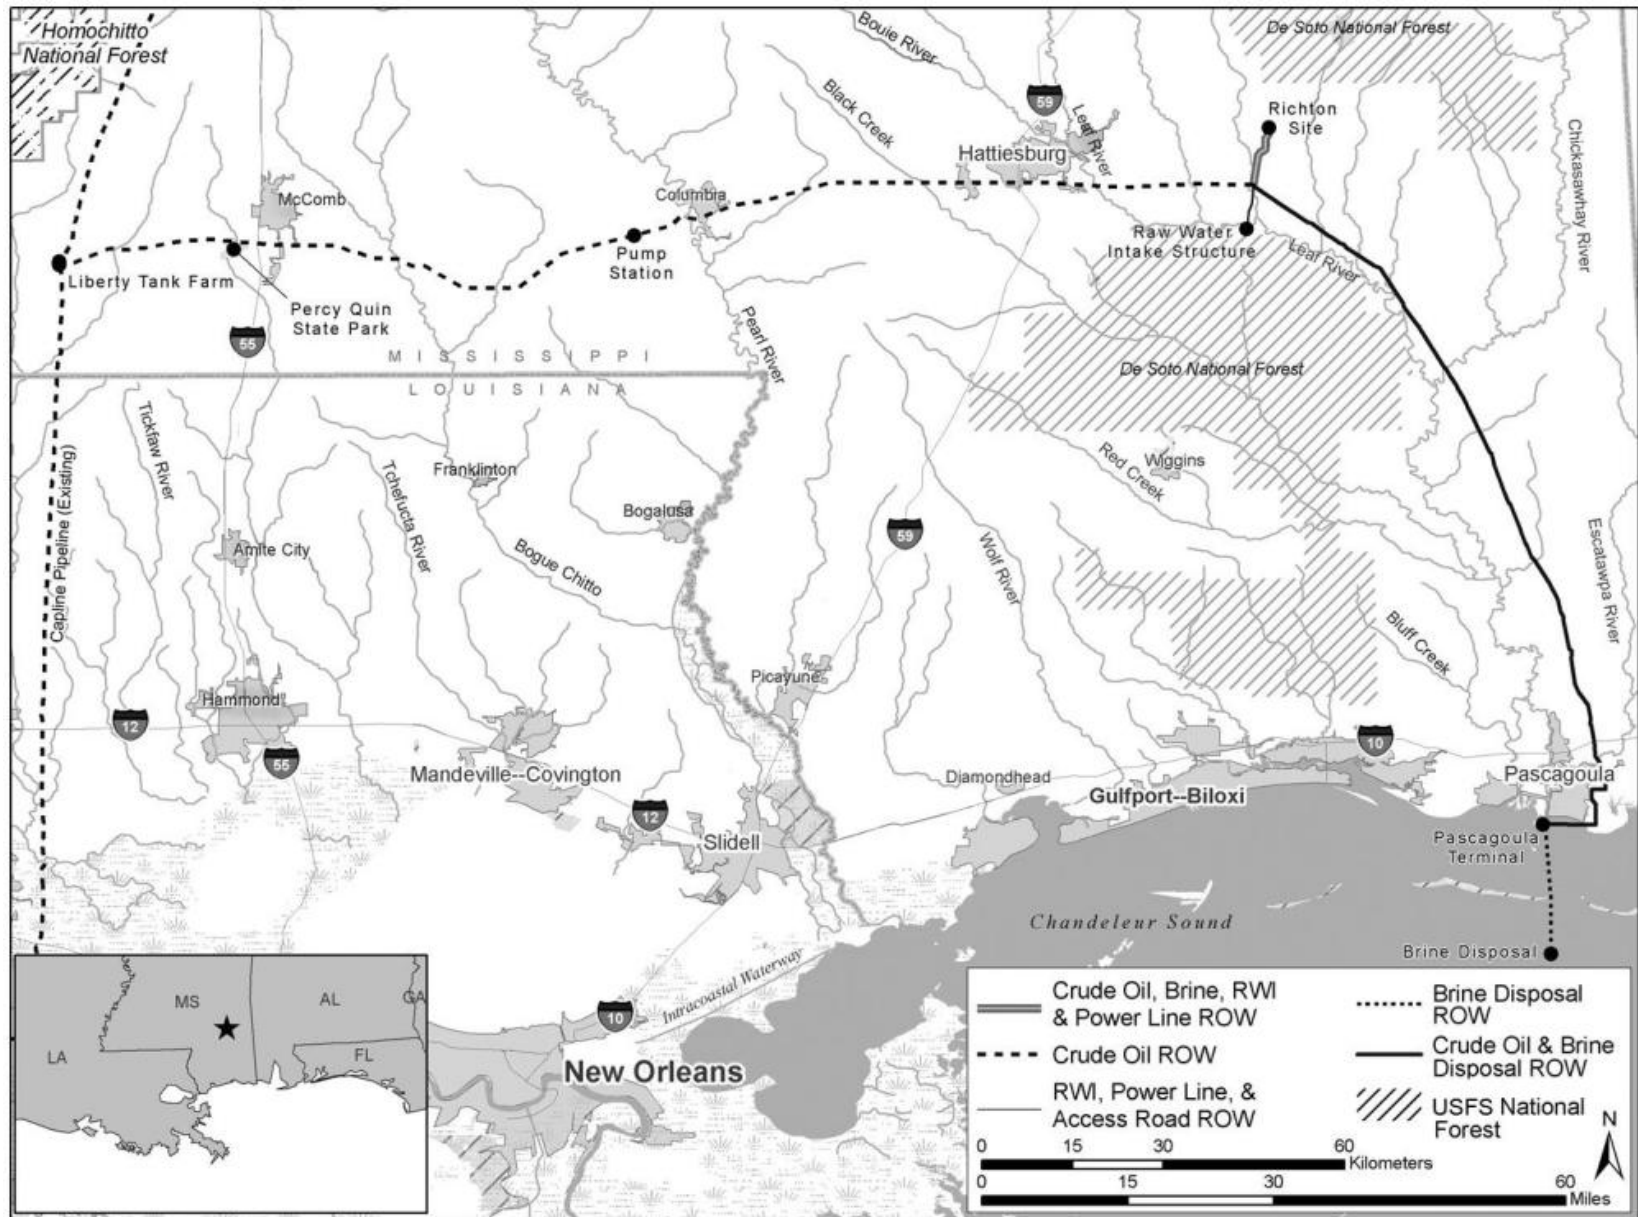 Homochitto
National Forest
Bouie River
De Soto National Forest
Black Creek
59
Leaf River
Richton
Site
Chickasawhay River
Hattiesburg
McComb
Columbia
Raw Water
Intake Structure
Leaf River
Pump
Station
Liberty Tank Farm
Percy Quin
State Park
55
Pearl River
MISSISSIPPI
LOUISIANA
De Soto National Forest
Capline Pipeline (Existing)
Tickfaw River
Tchefucta River
Franklinton
Red Creek
Wiggins
Bogalusa
59
Wolf River
Escatawpa River
Amite City
Bogue Chitto
Bluff Creek
Picayune
Hammond
12
55
Mandeville--Covington
10
Diamondhead
Pascagoula
Gulfport--Biloxi
12
Slidell
Pascagoula
Terminal
Chandeleur Sound
Brine Disposal
Intracoastal Waterway
10
New Orleans
MS
AL
GA
LA
FL
Crude Oil, Brine, RWI
& Power Line ROW
Crude Oil ROW
RWI, Power Line, &
Access Road ROW
Brine Disposal
ROW
Crude Oil & Brine
Disposal ROW
USFS National
Forest
N
0 15 30 60
Kilometers
0 15 30 60
Miles